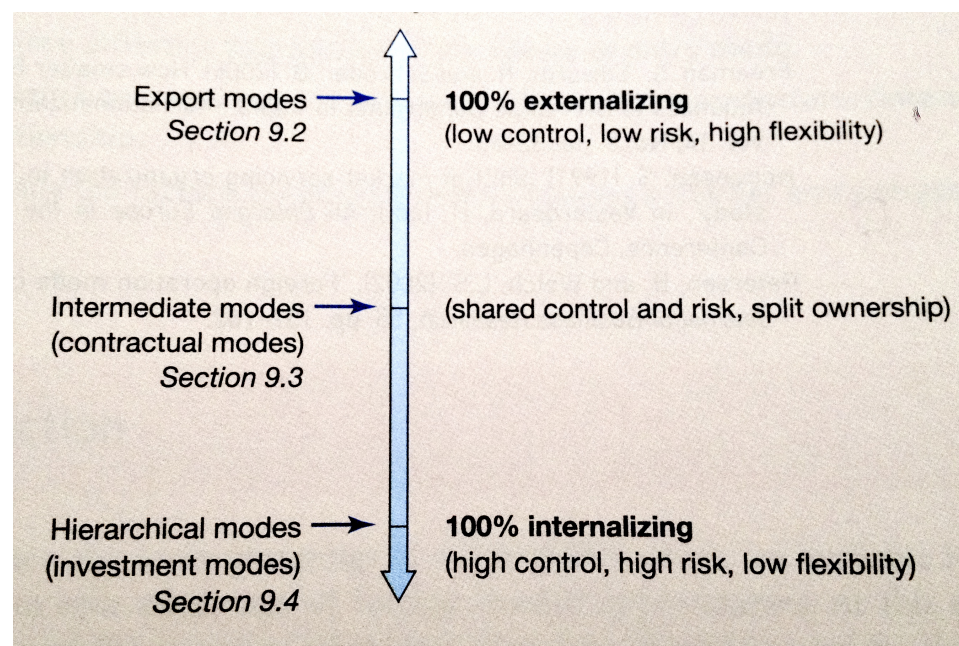 Export modes
Section 9.2
100% externalizing
(low control, low risk, high flexibility)
Intermediate modes
(contractual modes)
Section 9.3
(shared control and risk, split ownership)
Hierarchical modes
(investment modes)
Section 9.4
100% internalizing
(high control, high risk, low flexibility)